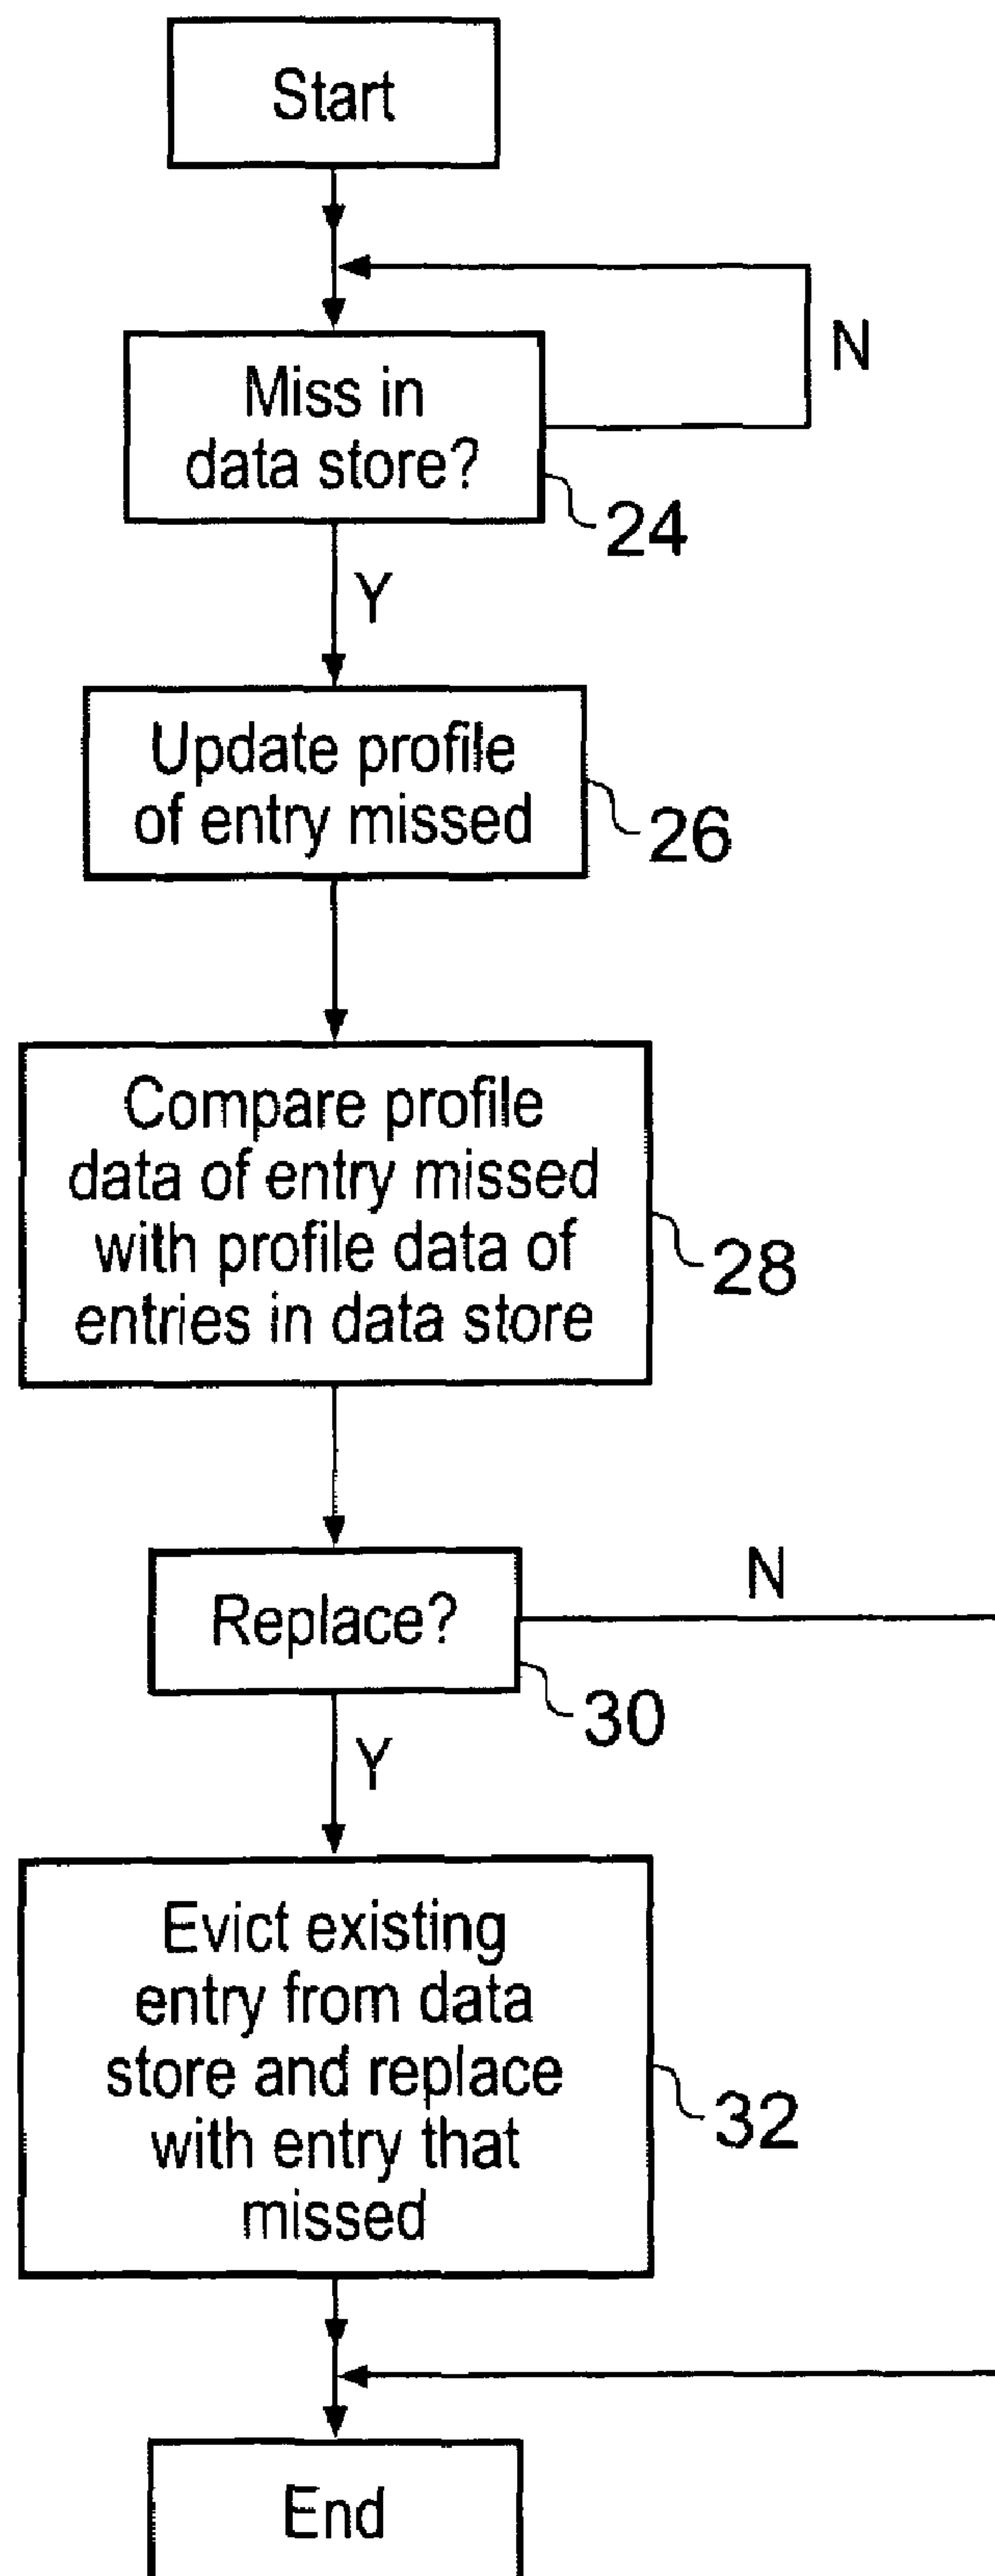 Start
N
Miss in
data store?
24
Y
Update profile
of entry missed
26
Compare profile
data of entry missed
with profile data of
entries in data store
28
N
Replace?
30
Y
Evict existing
entry from data
store and replace
with entry that
missed
32
End